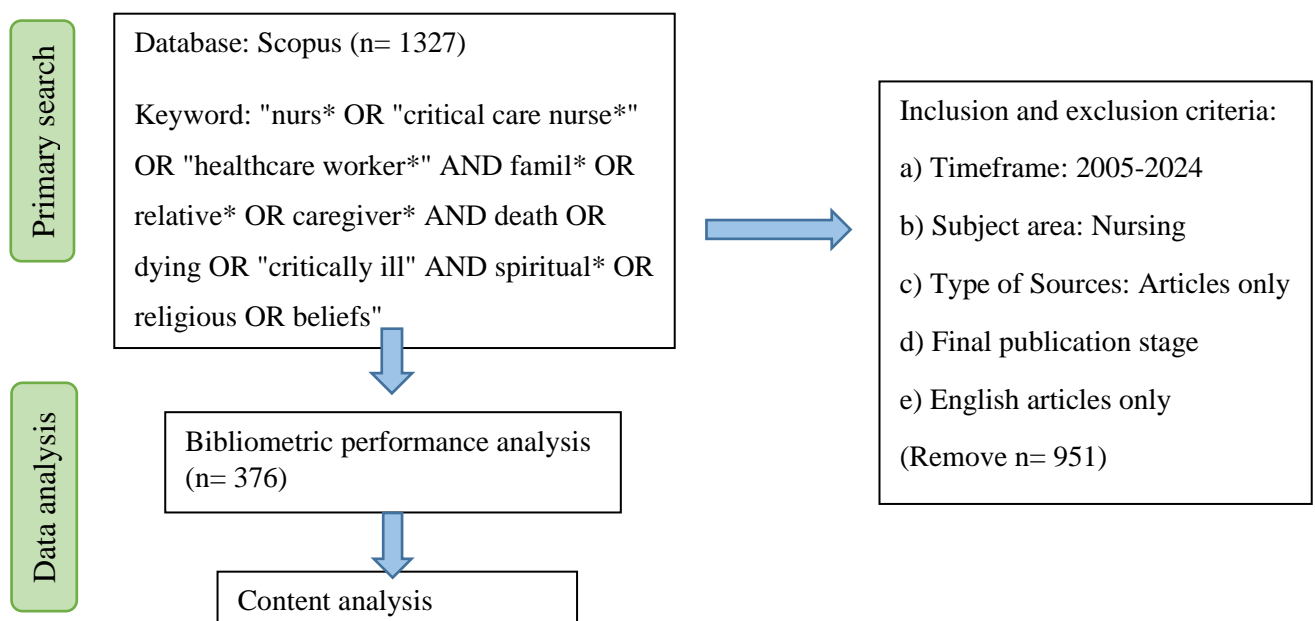 Primary search
Database: Scopus (n= 1327)
Keyword: "nurs* OR "critical care nurse*"
OR "healthcare worker*" AND famil* OR
relative* OR caregiver* AND death OR
dying OR "critically ill" AND spiritual* OR
religious OR beliefs"
Inclusion and exclusion criteria:
a) Timeframe: 2005-2024
b) Subject area: Nursing
c) Type of Sources: Articles only
d) Final publication stage
e) English articles only
(Remove n= 951)
Data analysis
Bibliometric performance analysis
(n= 376)
Content analysis